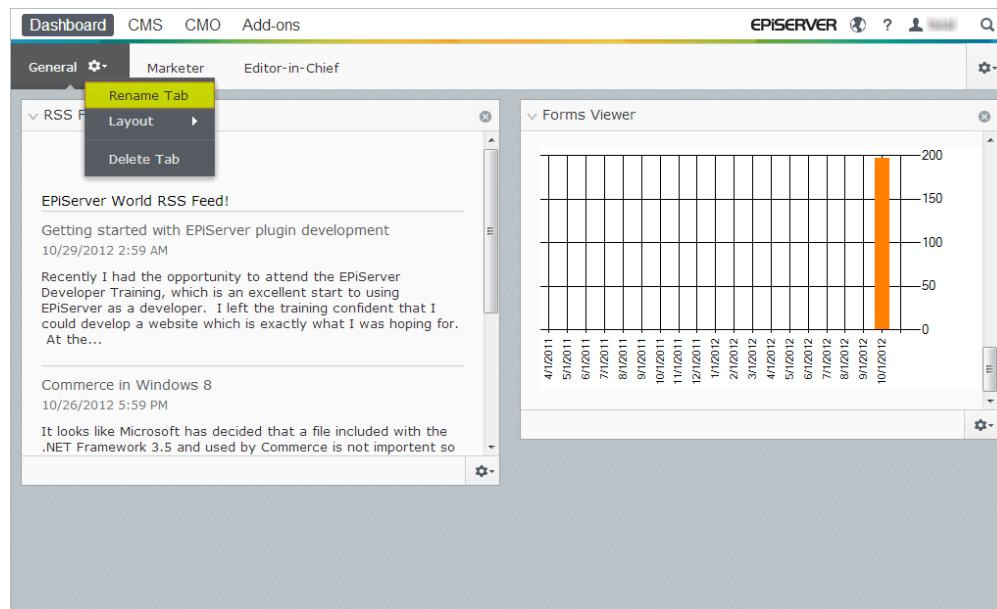 Dashboard CMS CMO Add-ons EPiSERVER ?
General Marketer Editor-in-Chief
Rename Tab
Layout
Delete Tab
RSS F
EPiServer World RSS Feed!
Getting started with EPiServer plugin development
10/29/2012 2:59 AM
Recently I had the opportunity to attend the EPiServer
Developer Training, which is an excellent start to using
EPiServer as a developer.  I left the training confident that I
could develop a website which is exactly what I was hoping for.
At the...
Commerce in Windows 8
10/26/2012 5:59 PM
It looks like Microsoft has decided that a file included with the
.NET Framework 3.5 and used by Commerce is not importent so
Forms Viewer
200
150
100
50
0
4/1/2011
5/1/2011
6/1/2011
7/1/2011
8/1/2011
9/1/2011
10/1/2011
11/1/2011
12/1/2011
1/1/2012
2/1/2012
3/1/2012
4/1/2012
5/1/2012
6/1/2012
7/1/2012
8/1/2012
9/1/2012
10/1/2012